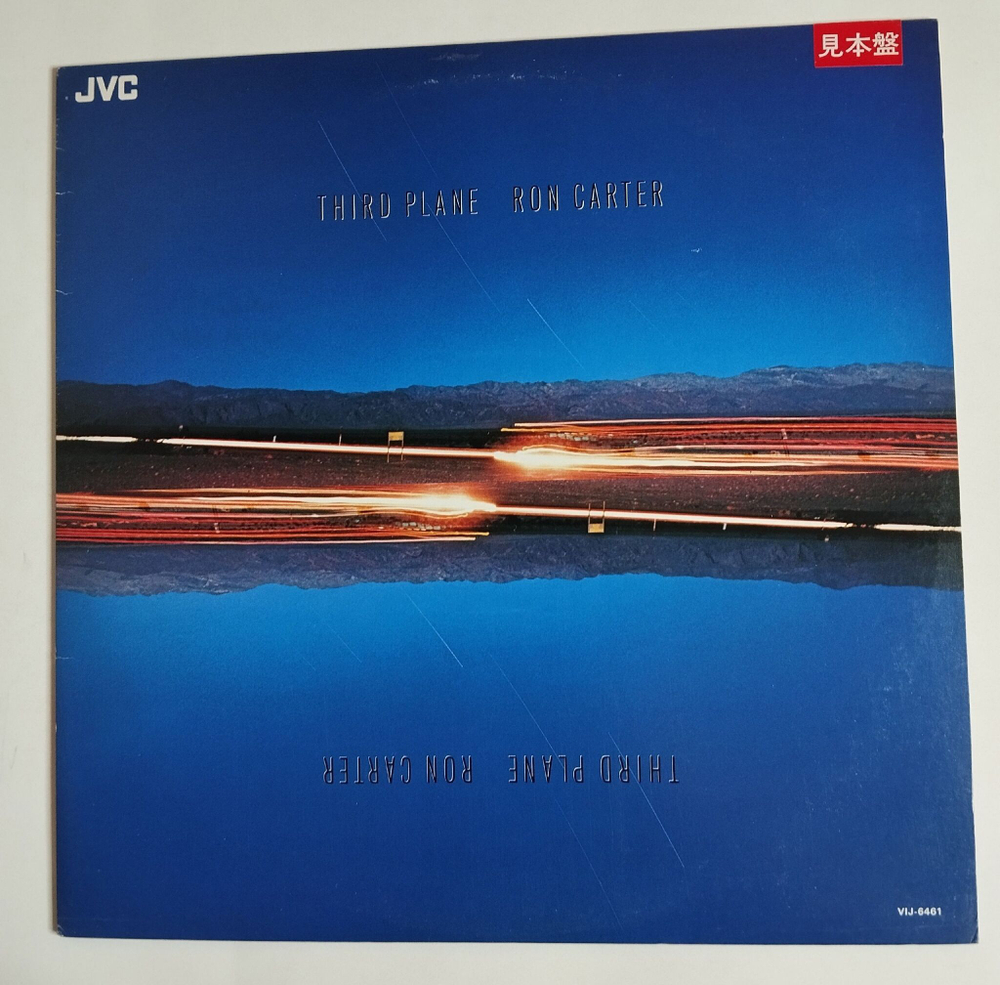 JVC
見本盤
THIRD PLANE RON CARTER
THIRD PLANE RON CARTER
VIJ-6461